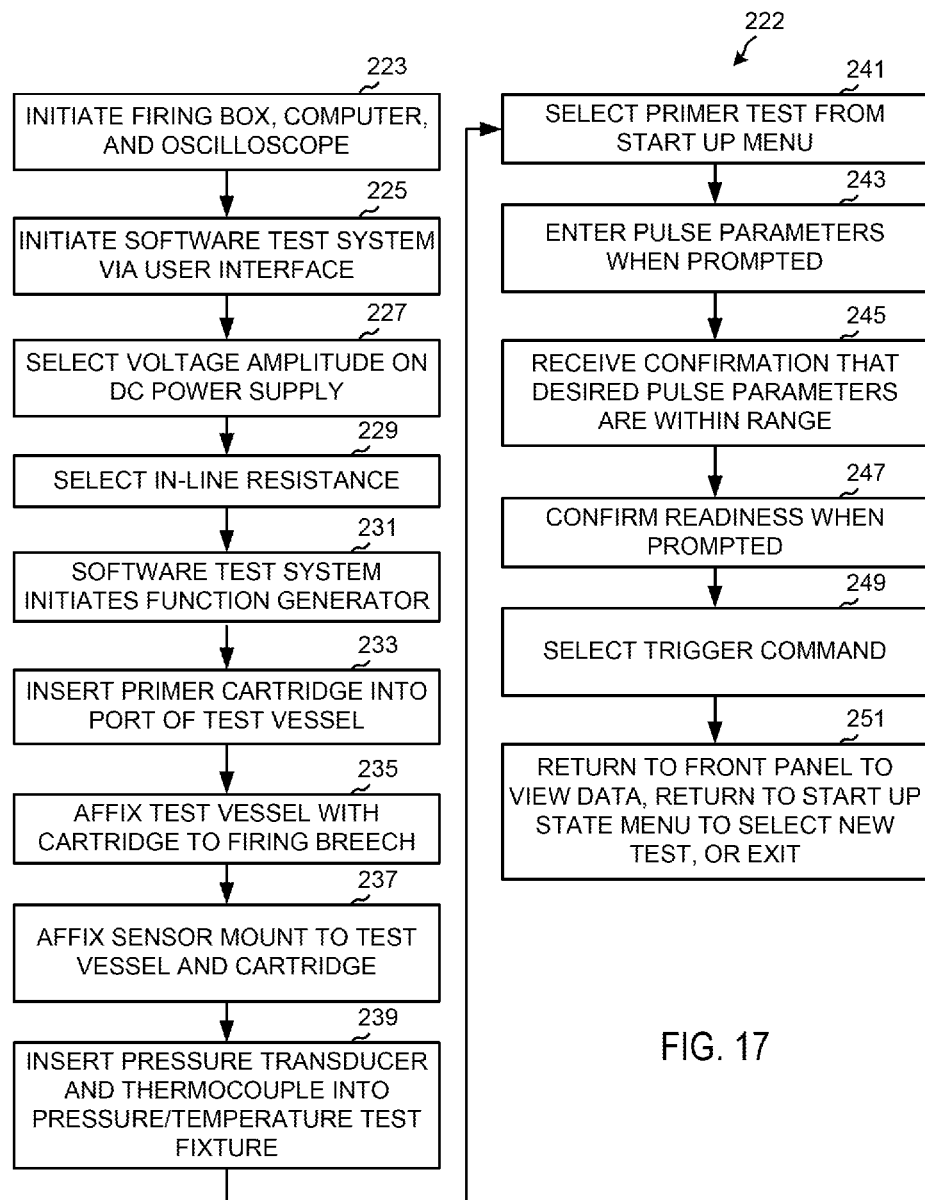 222
223
INITIATE FIRING BOX, COMPUTER,
AND OSCILLOSCOPE
225
INITIATE SOFTWARE TEST SYSTEM
VIA USER INTERFACE
227
SELECT VOLTAGE AMPLITUDE ON
DC POWER SUPPLY
229
SELECT IN-LINE RESISTANCE
231
SOFTWARE TEST SYSTEM
INITIATES FUNCTION GENERATOR
233
INSERT PRIMER CARTRIDGE INTO
PORT OF TEST VESSEL
235
AFFIX TEST VESSEL WITH
CARTRIDGE TO FIRING BREECH
237
AFFIX SENSOR MOUNT TO TEST
VESSEL AND CARTRIDGE
239
INSERT PRESSURE TRANSDUCER
AND THERMOCOUPLE INTO
PRESSURE/TEMPERATURE TEST
FIXTURE
241
SELECT PRIMER TEST FROM
START UP MENU
243
ENTER PULSE PARAMETERS
WHEN PROMPTED
245
RECEIVE CONFIRMATION THAT
DESIRED PULSE PARAMETERS
ARE WITHIN RANGE
247
CONFIRM READINESS WHEN
PROMPTED
249
SELECT TRIGGER COMMAND
251
RETURN TO FRONT PANEL TO
VIEW DATA, RETURN TO START UP
STATE MENU TO SELECT NEW
TEST, OR EXIT
FIG. 17